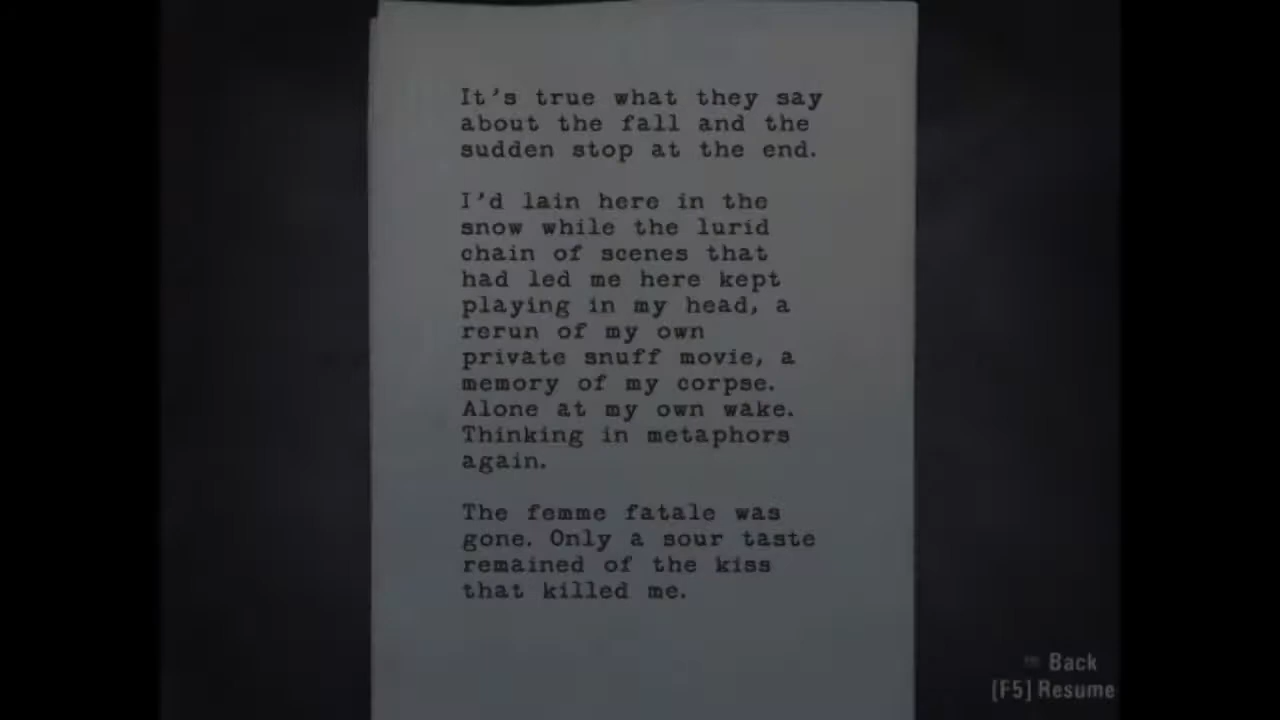 It's true what they say
about the fall and the
sudden stop at the end.
I'd lain here in the
snow while the lurid
chain of scenes that
had led me here kept
playing in my head, a
rerun of my own
private snuff movie, a
memory of my corpse.
Alone at my own wake.
Thinking in metaphors
again.
The femme fatale was
gone. Only a sour taste
remained of the kiss
that killed me.
Back
[F5] Resume